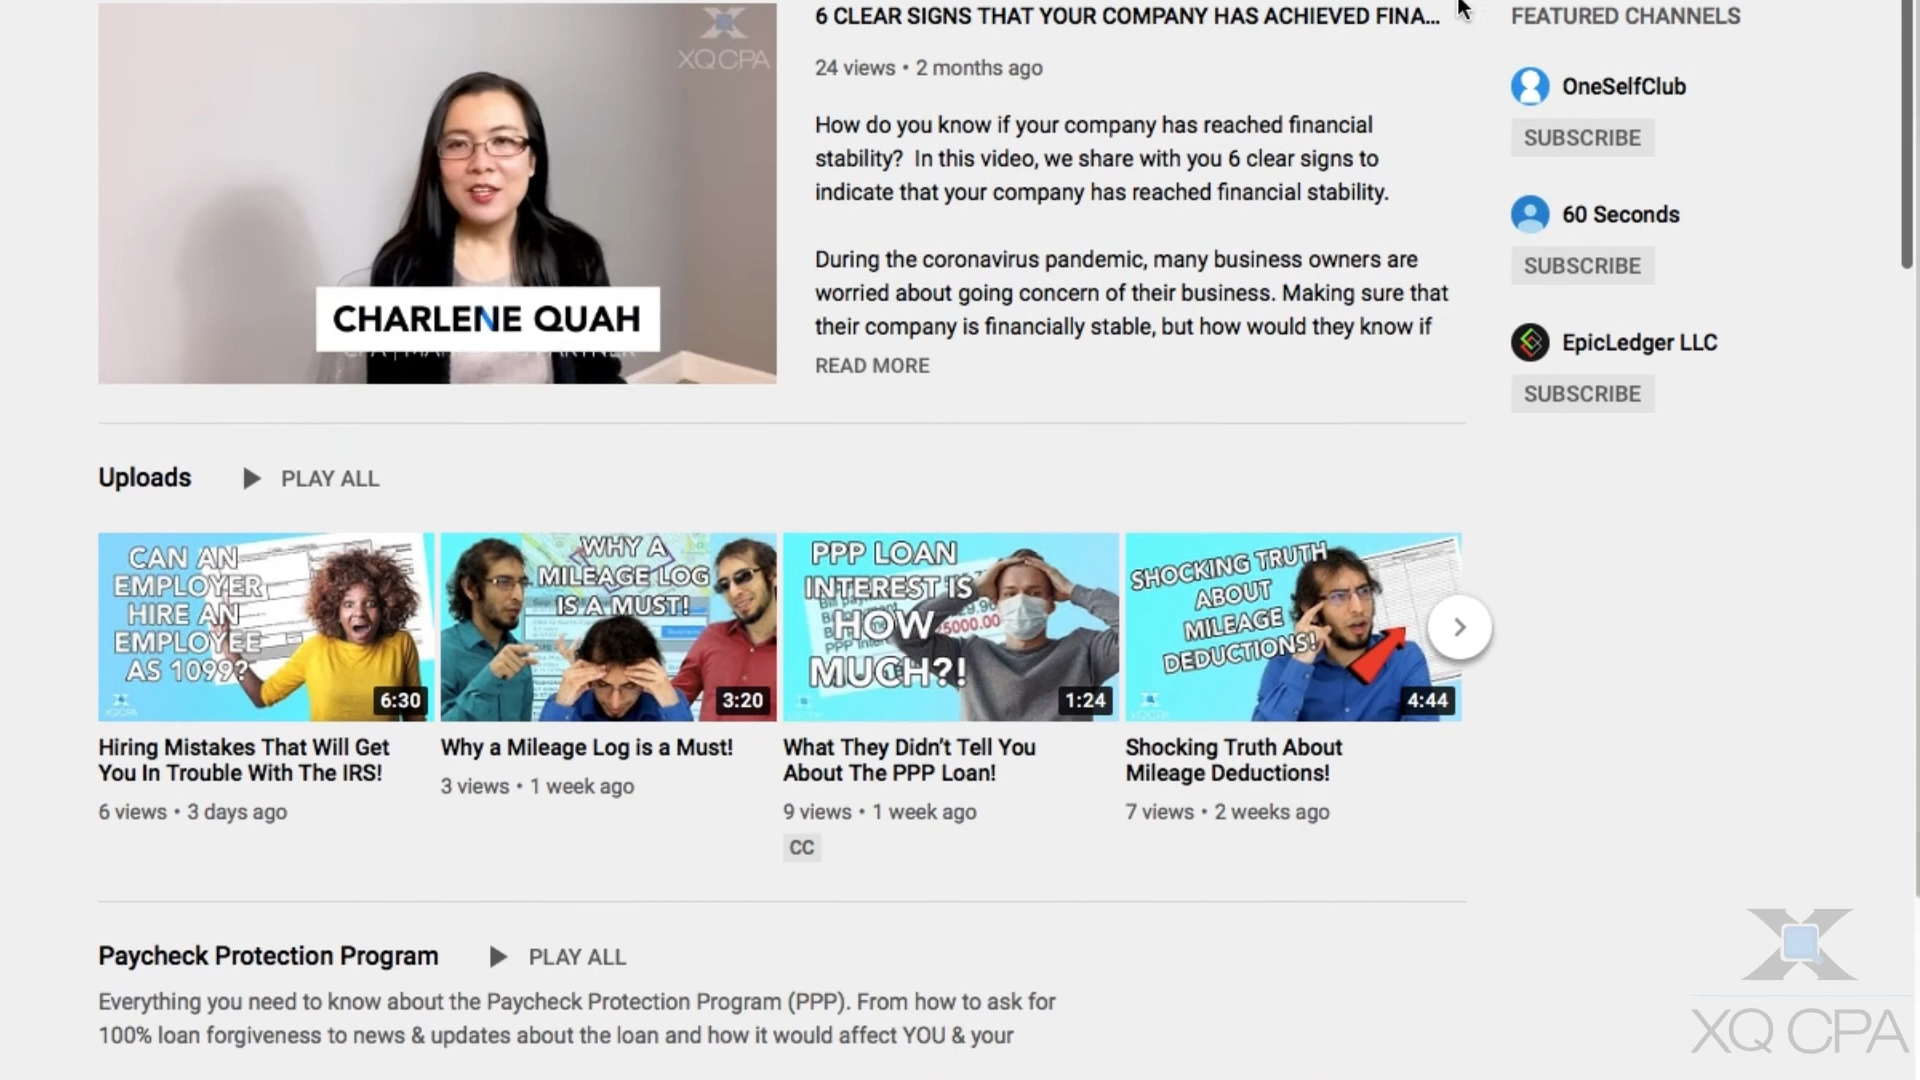 XQ CPA
CHARLENE QUAH
6 CLEAR SIGNS THAT YOUR COMPANY HAS ACHIEVED FINA...
24 views • 2 months ago
How do you know if your company has reached financial
stability? In this video, we share with you 6 clear signs to
indicate that your company has reached financial stability.
During the coronavirus pandemic, many business owners are
worried about going concern of their business. Making sure that
their company is financially stable, but how would they know if
READ MORE
FEATURED CHANNELS
OneSelfClub
SUBSCRIBE
60 Seconds
SUBSCRIBE
EpicLedger LLC
SUBSCRIBE
Uploads
PLAY ALL
CAN AN
EMPLOYER
HIRE AN
EMPLOYEE
AS 1099?
XQCPA
6:30
Hiring Mistakes That Will Get
You In Trouble With The IRS!
6 views • 3 days ago
WHY A
MILEAGE LOG
IS A MUST!
3:20
Why a Mileage Log is a Must!
3 views • 1 week ago
PPP LOAN
INTEREST IS
HOW
MUCH?!
5000.00
1:24
What They Didn't Tell You
About The PPP Loan!
9 views • 1 week ago
CC
SHOCKING TRUTH
ABOUT
MILEAGE
DEDUCTIONS!
4:44
Shocking Truth About
Mileage Deductions!
7 views • 2 weeks ago
Paycheck Protection Program
PLAY ALL
Everything you need to know about the Paycheck Protection Program (PPP). From how to ask for
100% loan forgiveness to news & updates about the loan and how it would affect YOU & your
XQ CPA